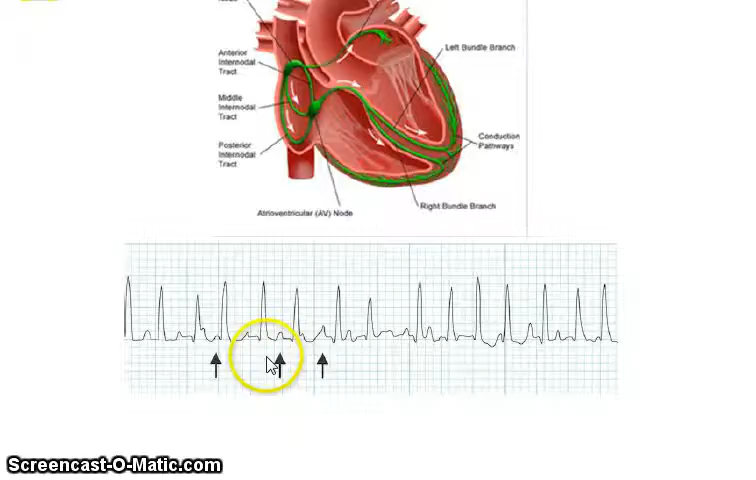 Anterior
Internodal
Tract
Left Bundle Branch
Middle
Internodal
Tract
Conduction
Pathways
Posterior
Internodal
Tract
Atrioventricular (AV) Node
Right Bundle Branch
Screencast-O-Matic.com